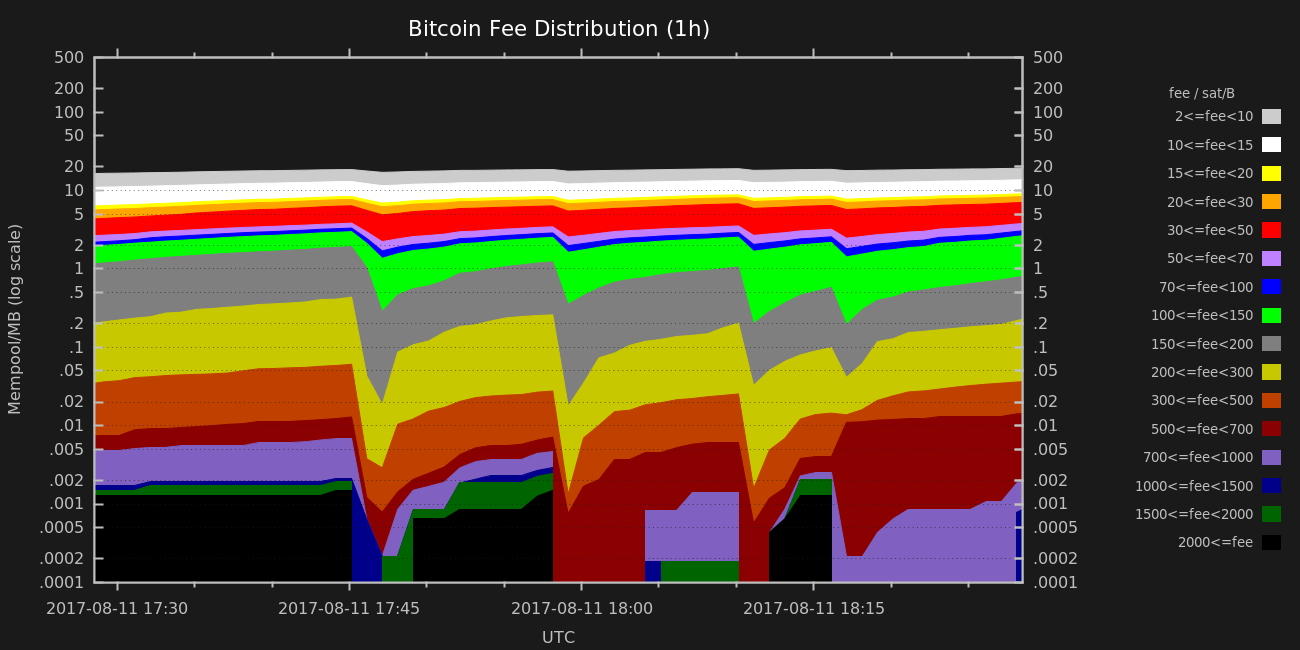 Bitcoin Fee Distribution (1h)
Mempool/MB (log scale)
500
200
100
50
20
10
5
2
1
.5
.2
.1
.05
.02
.01
.005
.002
.001
.0005
.0002
.0001
500
200
100
50
20
10
5
2
1
.5
.2
.1
.05
.02
.01
.005
.002
.001
.0005
.0002
.0001
2017-08-11 17:30 2017-08-11 17:45 2017-08-11 18:00 2017-08-11 18:15
UTC
fee / sat/B
2<=fee<10
10<=fee<15
15<=fee<20
20<=fee<30
30<=fee<50
50<=fee<70
70<=fee<100
100<=fee<150
150<=fee<200
200<=fee<300
300<=fee<500
500<=fee<700
700<=fee<1000
1000<=fee<1500
1500<=fee<2000
2000<=fee